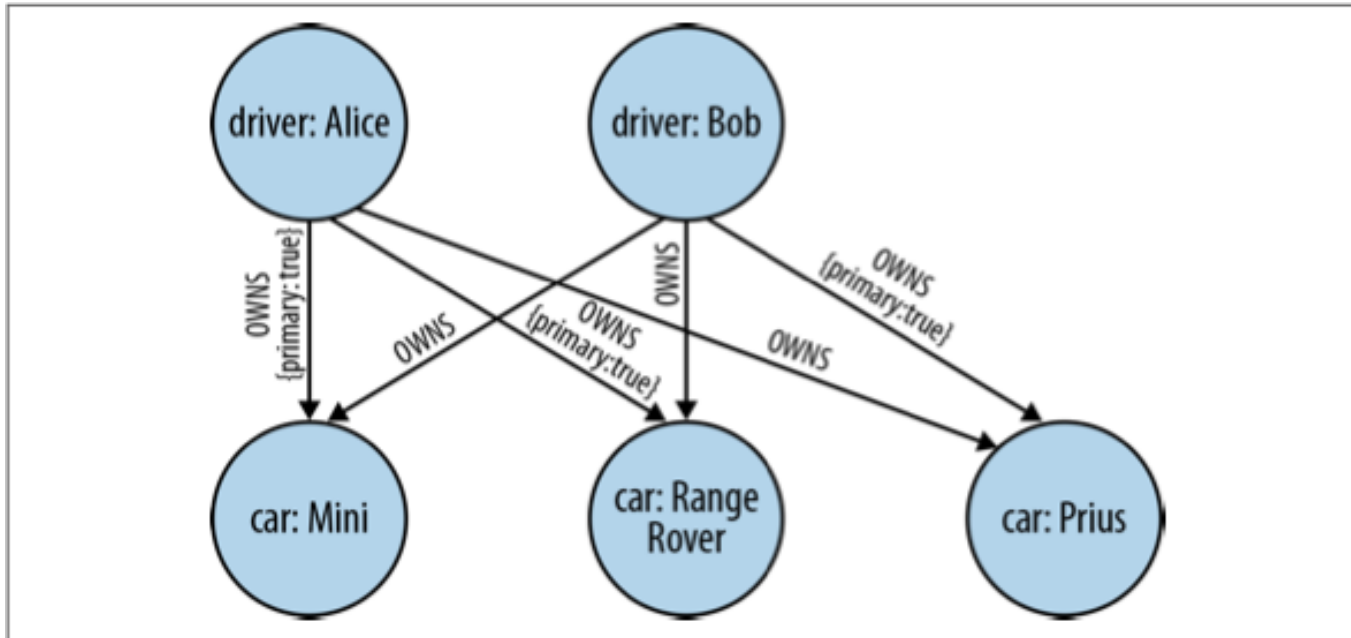 driver: Alice
driver: Bob
OWNS
{primary:true}
OWNS
OWNS
{primary:true}
OWNS
OWNS
OWNS
{primary:true}
car: Mini
car: Range
Rover
car: Prius